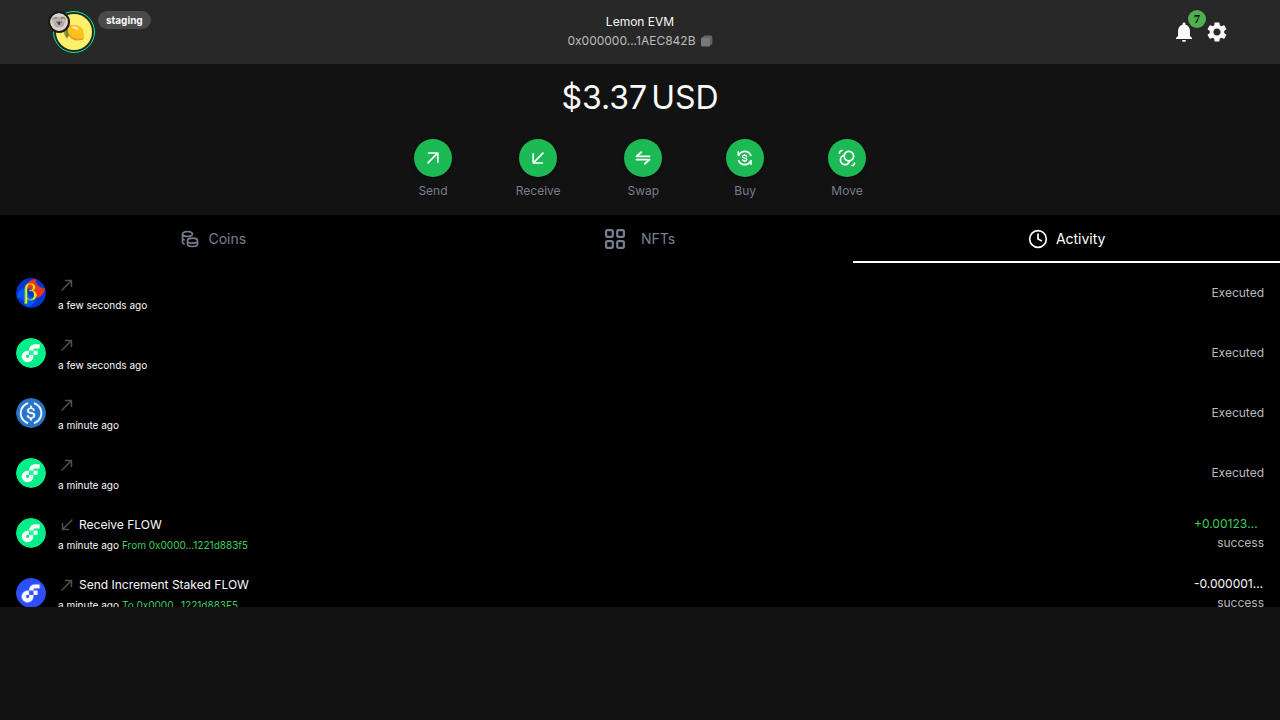 staging
Lemon EVM
0x000000...1AEC842B
7
$3.37 USD
Send
Receive
Swap
Buy
Move
Coins
NFTs
Activity
a few seconds ago
Executed
a few seconds ago
Executed
a minute ago
Executed
a minute ago
Executed
Receive FLOW
+0.00123...
a minute ago From 0x0000...1221d883f5
success
Send Increment Staked FLOW
-0.000001...
a minute ago To 0x0000...1221d883F5
success